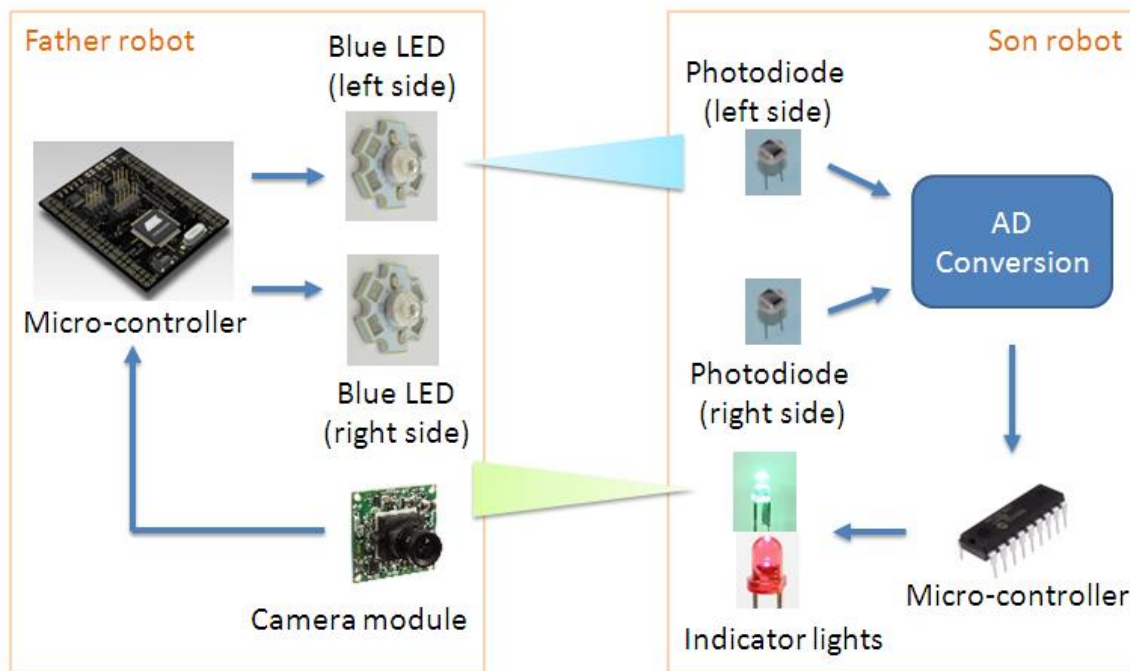 Father robot
Blue LED
(left side)
Micro-controller
Blue LED
(right side)
Camera module
Son robot
Photodiode
(left side)
AD
Conversion
Photodiode
(right side)
Indicator lights
Micro-controller